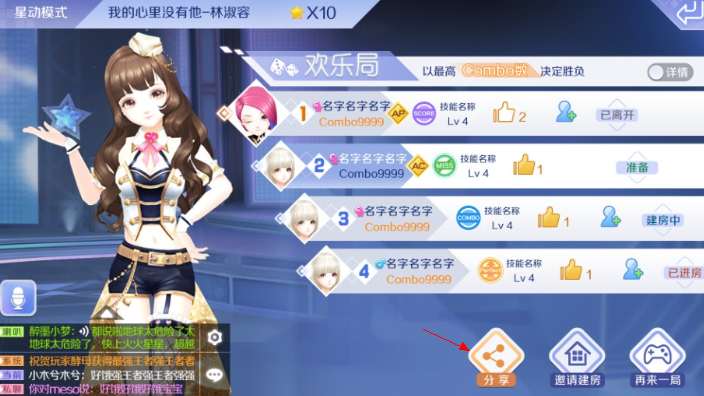 星动模式
我的心里没有他-林淑容
X10
欢乐局
以最高 Combo数 决定胜负
详情
1 名字名字名字 Combo9999 AP SCORE 技能名称 Lv 4 2 已离开
2 名字名字名字 Combo9999 AC MISS 技能名称 Lv 4 1 准备
3 名字名字名字 Combo9999 COMBO 技能名称 Lv 4 1 建房中
4 名字名字名字 Combo9999 Perfect 技能名称 Lv 4 1 已进房
喇叭 醉墨小梦: 都说啦地球太危险了太
地球太危险了,快上火火星星,超越
系统 祝贺玩家酵母获得最强王者强王者者
当前 小木兮木兮: 好饿强王者强王者强强
私聊 你对meso说: 好饿好饿好饿宝宝
分享
邀请建房
再来一局